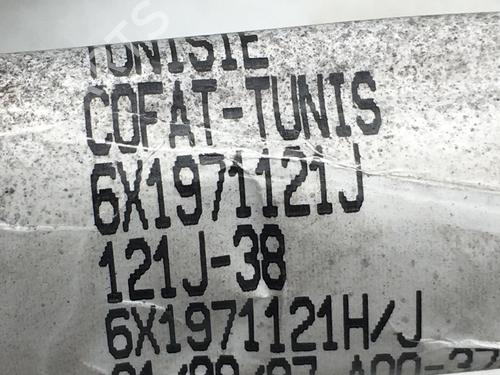 TUNISIE
COFAT-TUNIS
6X1971121J
121J-38
6X1971121H/J